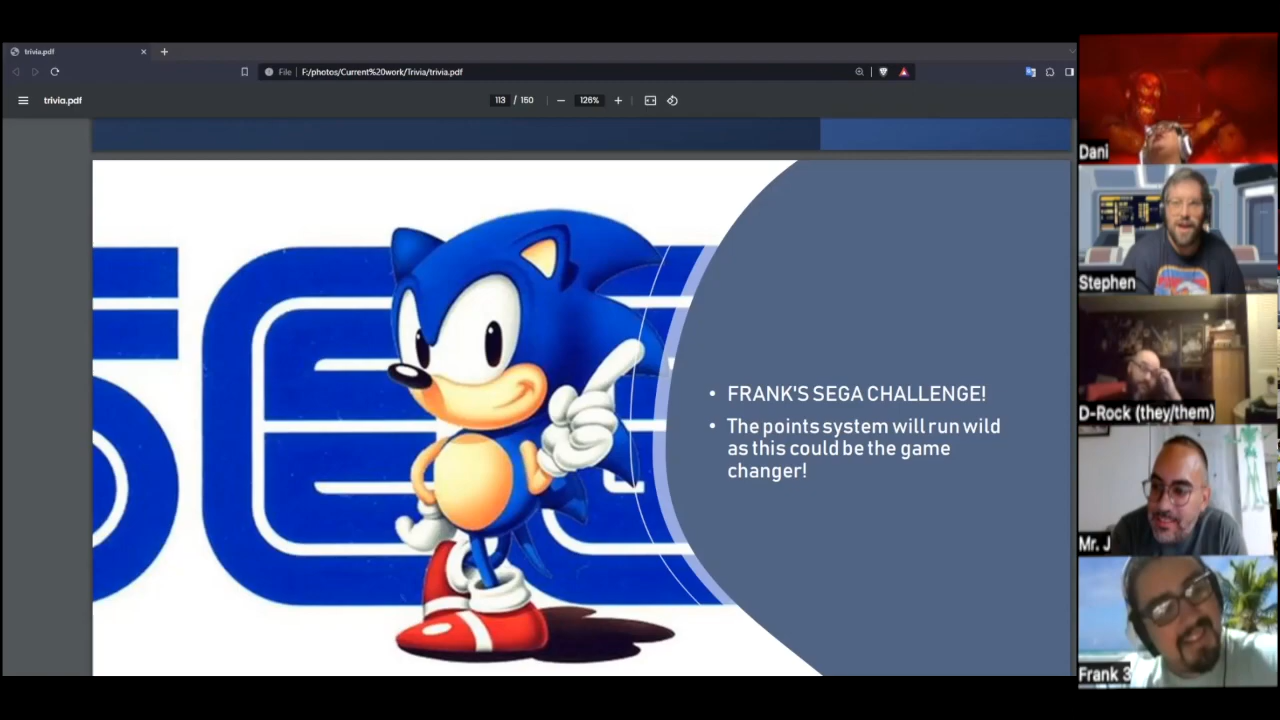 trivia.pdf
File F:/photos/Current%20work/Trivia/trivia.pdf
trivia.pdf
113 / 150
126%
SEGA
• FRANK'S SEGA CHALLENGE!
• The points system will run wild
as this could be the game
changer!
Dani
Stephen
D-Rock (they/them)
Mr. J
Frank 3